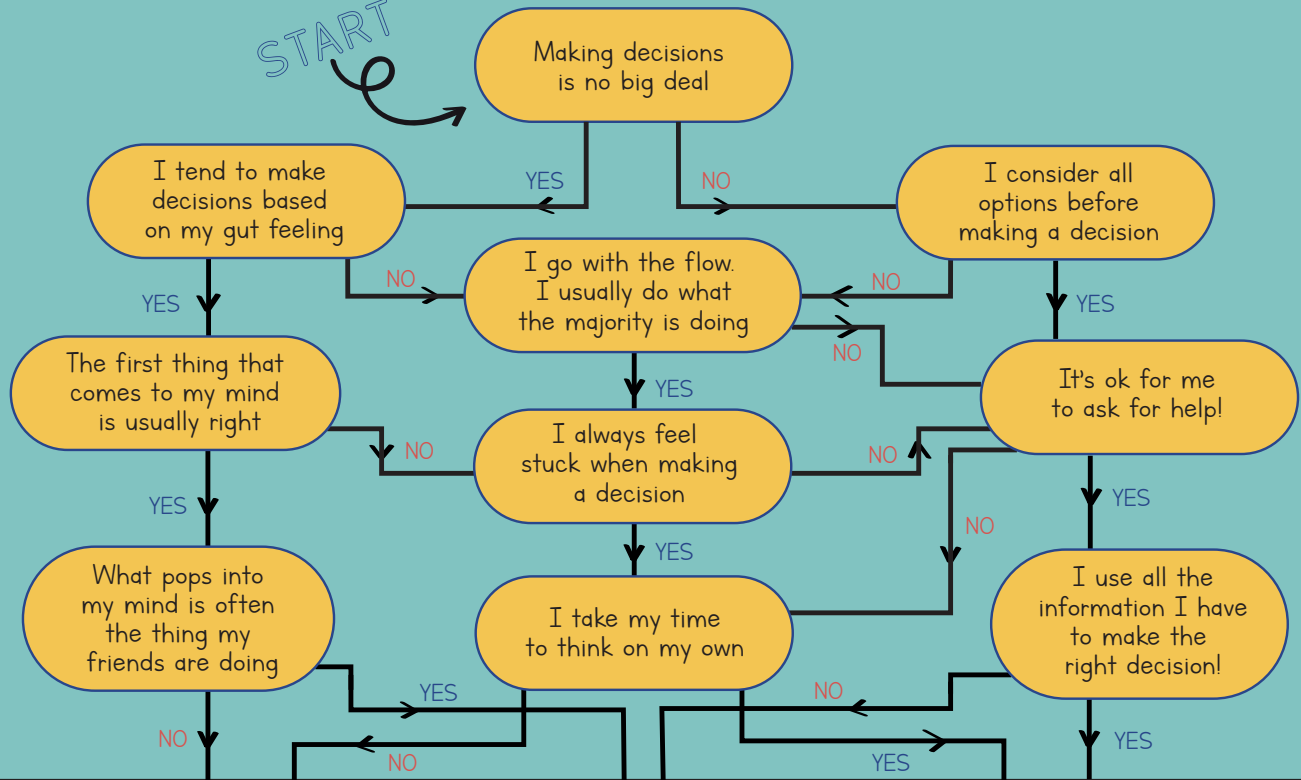 START
Making decisions
is no big deal
I tend to make
decisions based
on my gut feeling
YES
NO
I consider all
options before
making a decision
NO
I go with the flow.
I usually do what
the majority is doing
NO
YES
YES
NO
YES
The first thing that
comes to my mind
is usually right
It's ok for me
to ask for help!
NO
I always feel
stuck when making
a decision
NO
YES
YES
YES
NO
What pops into
my mind is often
the thing my
friends are doing
I take my time
to think on my own
I use all the
information I have
to make the
right decision!
YES
NO
NO
NO
YES
YES